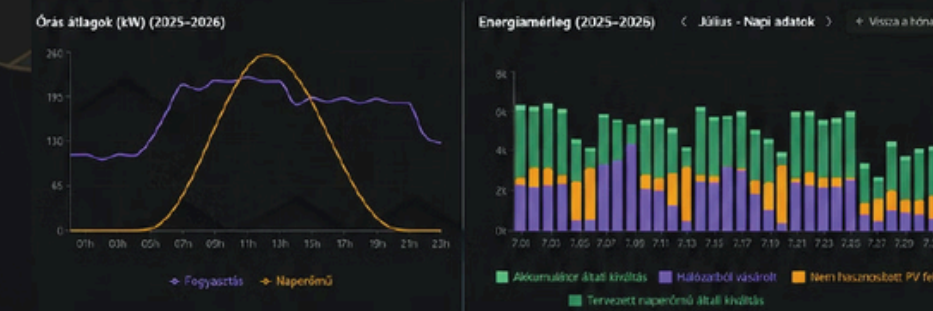 Órás átlagok (kW) (2025–2026)
260
195
130
65
0
01h 03h 05h 07h 09h 11h 13h 15h 17h 19h 21h 23h
Fogyasztás Naperőmű
Energiamérleg (2025–2026)
Július - Napi adatok
Vissza a hóna
8k
6k
4k
2k
0k
7.01 7.03 7.05 7.07 7.09 7.11 7.13 7.15 7.17 7.19 7.21 7.23 7.25 7.27 7.29
Akkumulátor általi kiváltás Hálózatból vásárolt Nem hasznosított PV
Tervezett naperőmű általi kiváltás